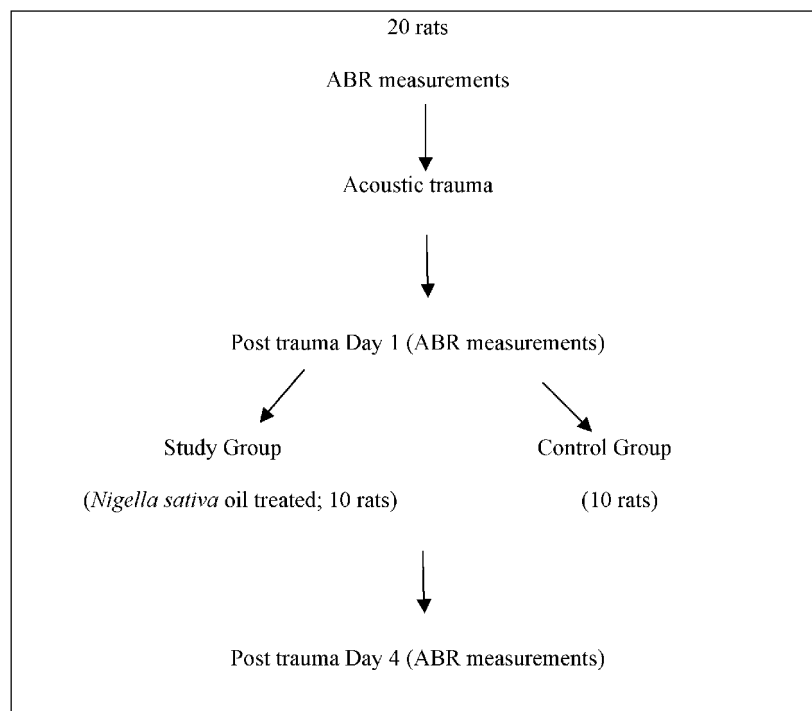 20 rats
ABR measurements
Acoustic trauma
Post trauma Day 1 (ABR measurements)
Study Group
Control Group
(Nigella sativa oil treated; 10 rats)
(10 rats)
Post trauma Day 4 (ABR measurements)